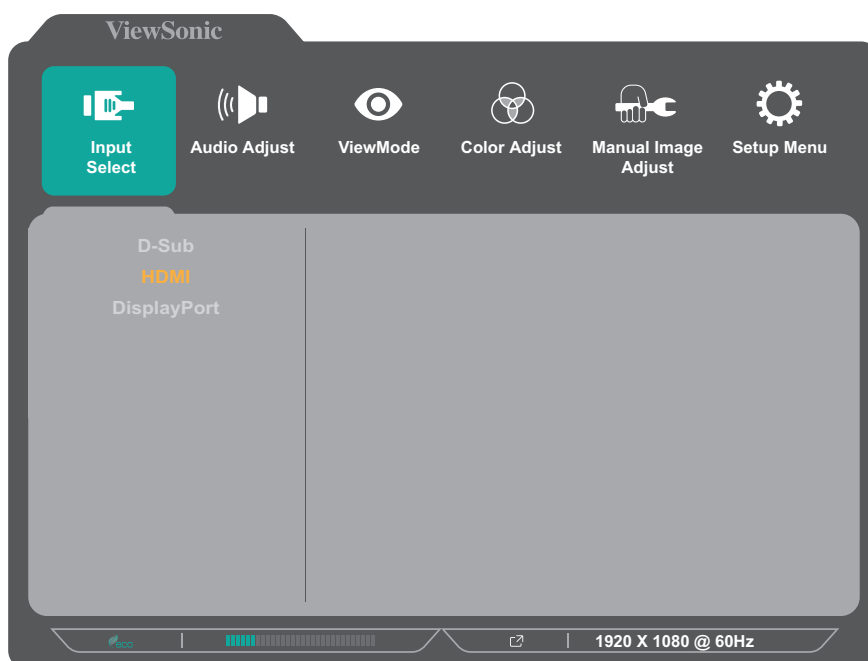 ViewSonic
Input
Select
Audio Adjust
ViewMode
Color Adjust
Manual Image
Adjust
Setup Menu
D-Sub
HDMI
DisplayPort
eco
1920 X 1080 @ 60Hz